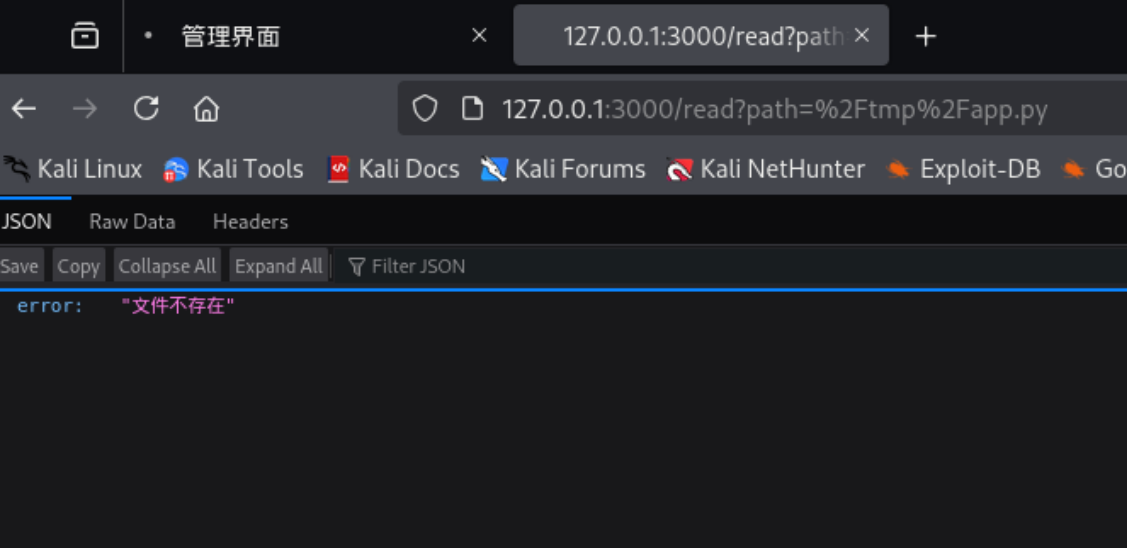 管理界面
127.0.0.1:3000/read?path
127.0.0.1:3000/read?path=%2Ftmp%2Fapp.py
Kali Linux Kali Tools Kali Docs Kali Forums Kali NetHunter Exploit-DB Go
JSON Raw Data Headers
Save Copy Collapse All Expand All Filter JSON
error: "文件不存在"